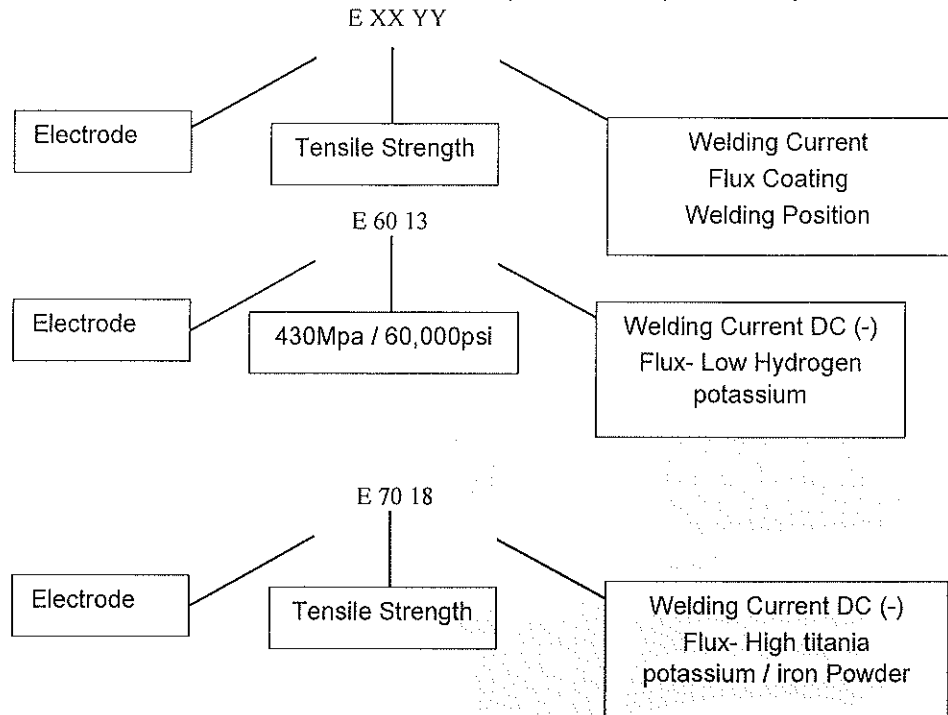 E XX YY
Electrode
Tensile Strength
Welding Current
Flux Coating
Welding Position
E 60 13
Electrode
430Mpa / 60,000psi
Welding Current DC (-)
Flux- Low Hydrogen
potassium
E 70 18
Electrode
Tensile Strength
Welding Current DC (-)
Flux- High titania
potassium / iron Powder